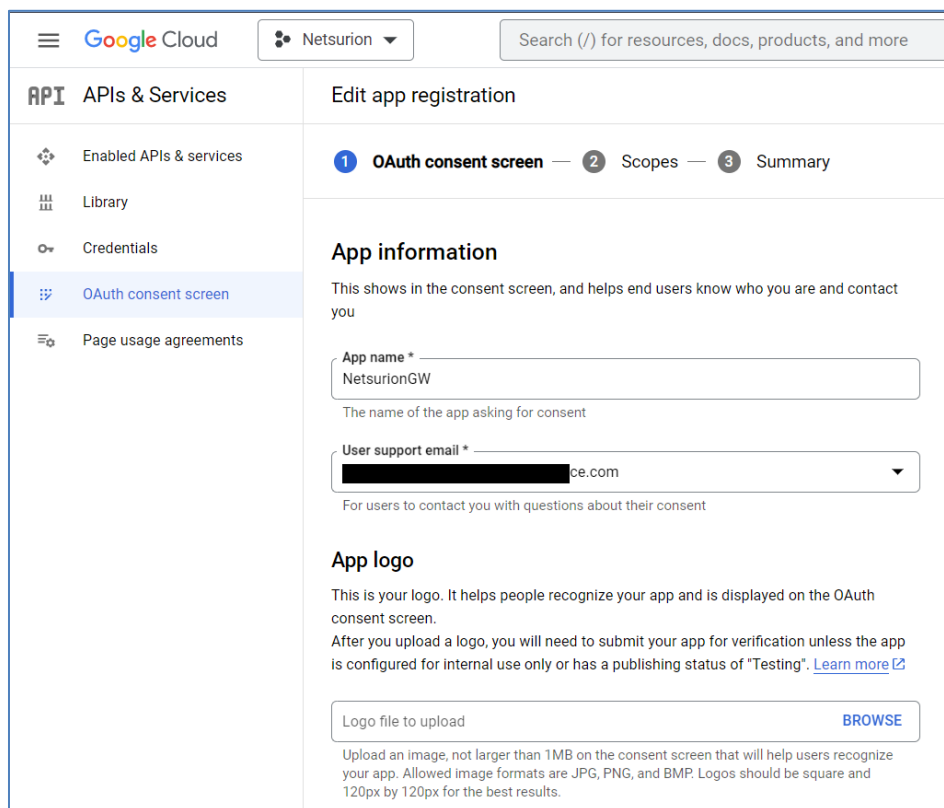 Google Cloud
Netsurion
Search (/) for resources, docs, products, and more
API APIs & Services
Edit app registration
Enabled APIs & services
Library
Credentials
OAuth consent screen
Page usage agreements
1 OAuth consent screen — 2 Scopes — 3 Summary
App information
This shows in the consent screen, and helps end users know who you are and contact
you
App name *
NetsurionGW
The name of the app asking for consent
User support email *
ce.com
For users to contact you with questions about their consent
App logo
This is your logo. It helps people recognize your app and is displayed on the OAuth
consent screen.
After you upload a logo, you will need to submit your app for verification unless the app
is configured for internal use only or has a publishing status of "Testing". Learn more
Logo file to upload
BROWSE
Upload an image, not larger than 1MB on the consent screen that will help users recognize
your app. Allowed image formats are JPG, PNG, and BMP. Logos should be square and
120px by 120px for the best results.